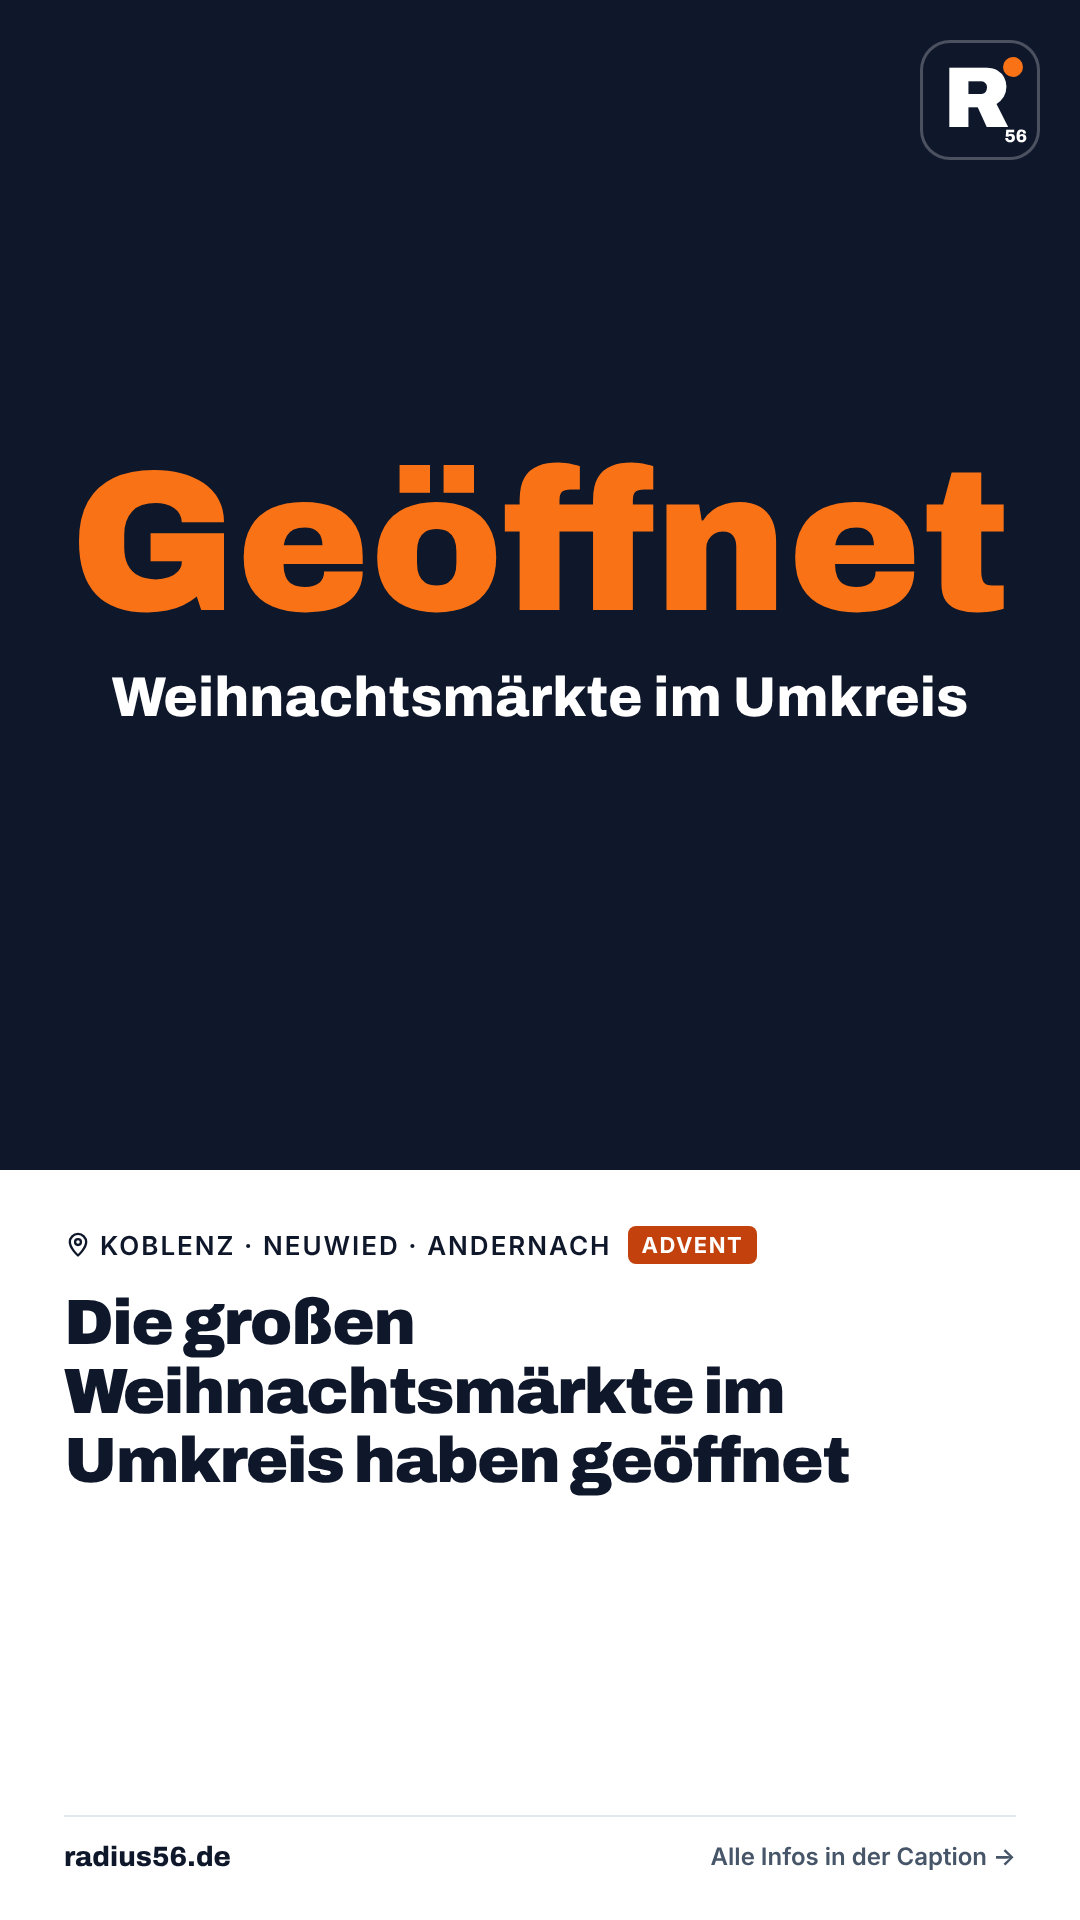 R
56
Geöffnet
Weihnachtsmärkte im Umkreis
KOBLENZ · NEUWIED · ANDERNACH ADVENT
Die großen
Weihnachtsmärkte im
Umkreis haben geöffnet
radius56.de
Alle Infos in der Caption →